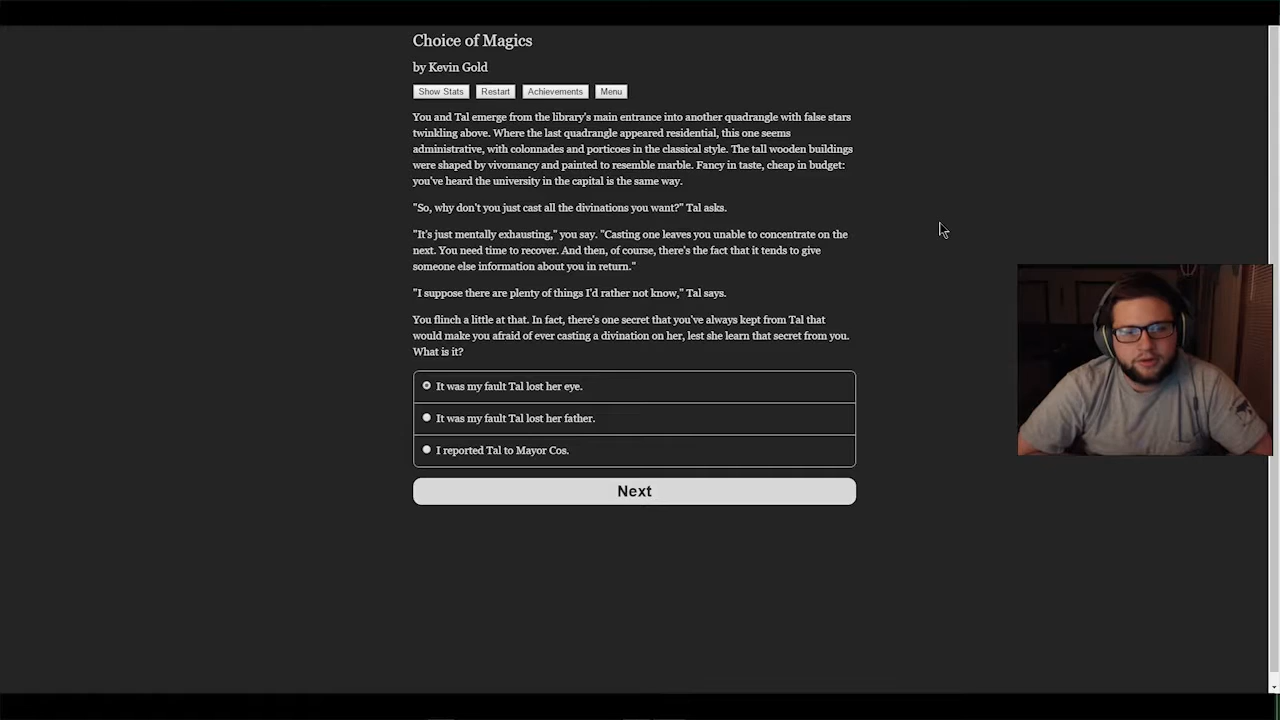 Choice of Magics
by Kevin Gold
Show Stats Restart Achievements Menu
You and Tal emerge from the library's main entrance into another quadrangle with false stars
twinkling above. Where the last quadrangle appeared residential, this one seems
administrative, with colonnades and porticoes in the classical style. The tall wooden buildings
were shaped by vivomancy and painted to resemble marble. Fancy in taste, cheap in budget:
you've heard the university in the capital is the same way.
"So, why don't you just cast all the divinations you want?" Tal asks.
"It's just mentally exhausting," you say. "Casting one leaves you unable to concentrate on the
next. You need time to recover. And then, of course, there's the fact that it tends to give
someone else information about you in return."
"I suppose there are plenty of things I'd rather not know," Tal says.
You flinch a little at that. In fact, there's one secret that you've always kept from Tal that
would make you afraid of ever casting a divination on her, lest she learn that secret from you.
What is it?
It was my fault Tal lost her eye.
It was my fault Tal lost her father.
I reported Tal to Mayor Cos.
Next